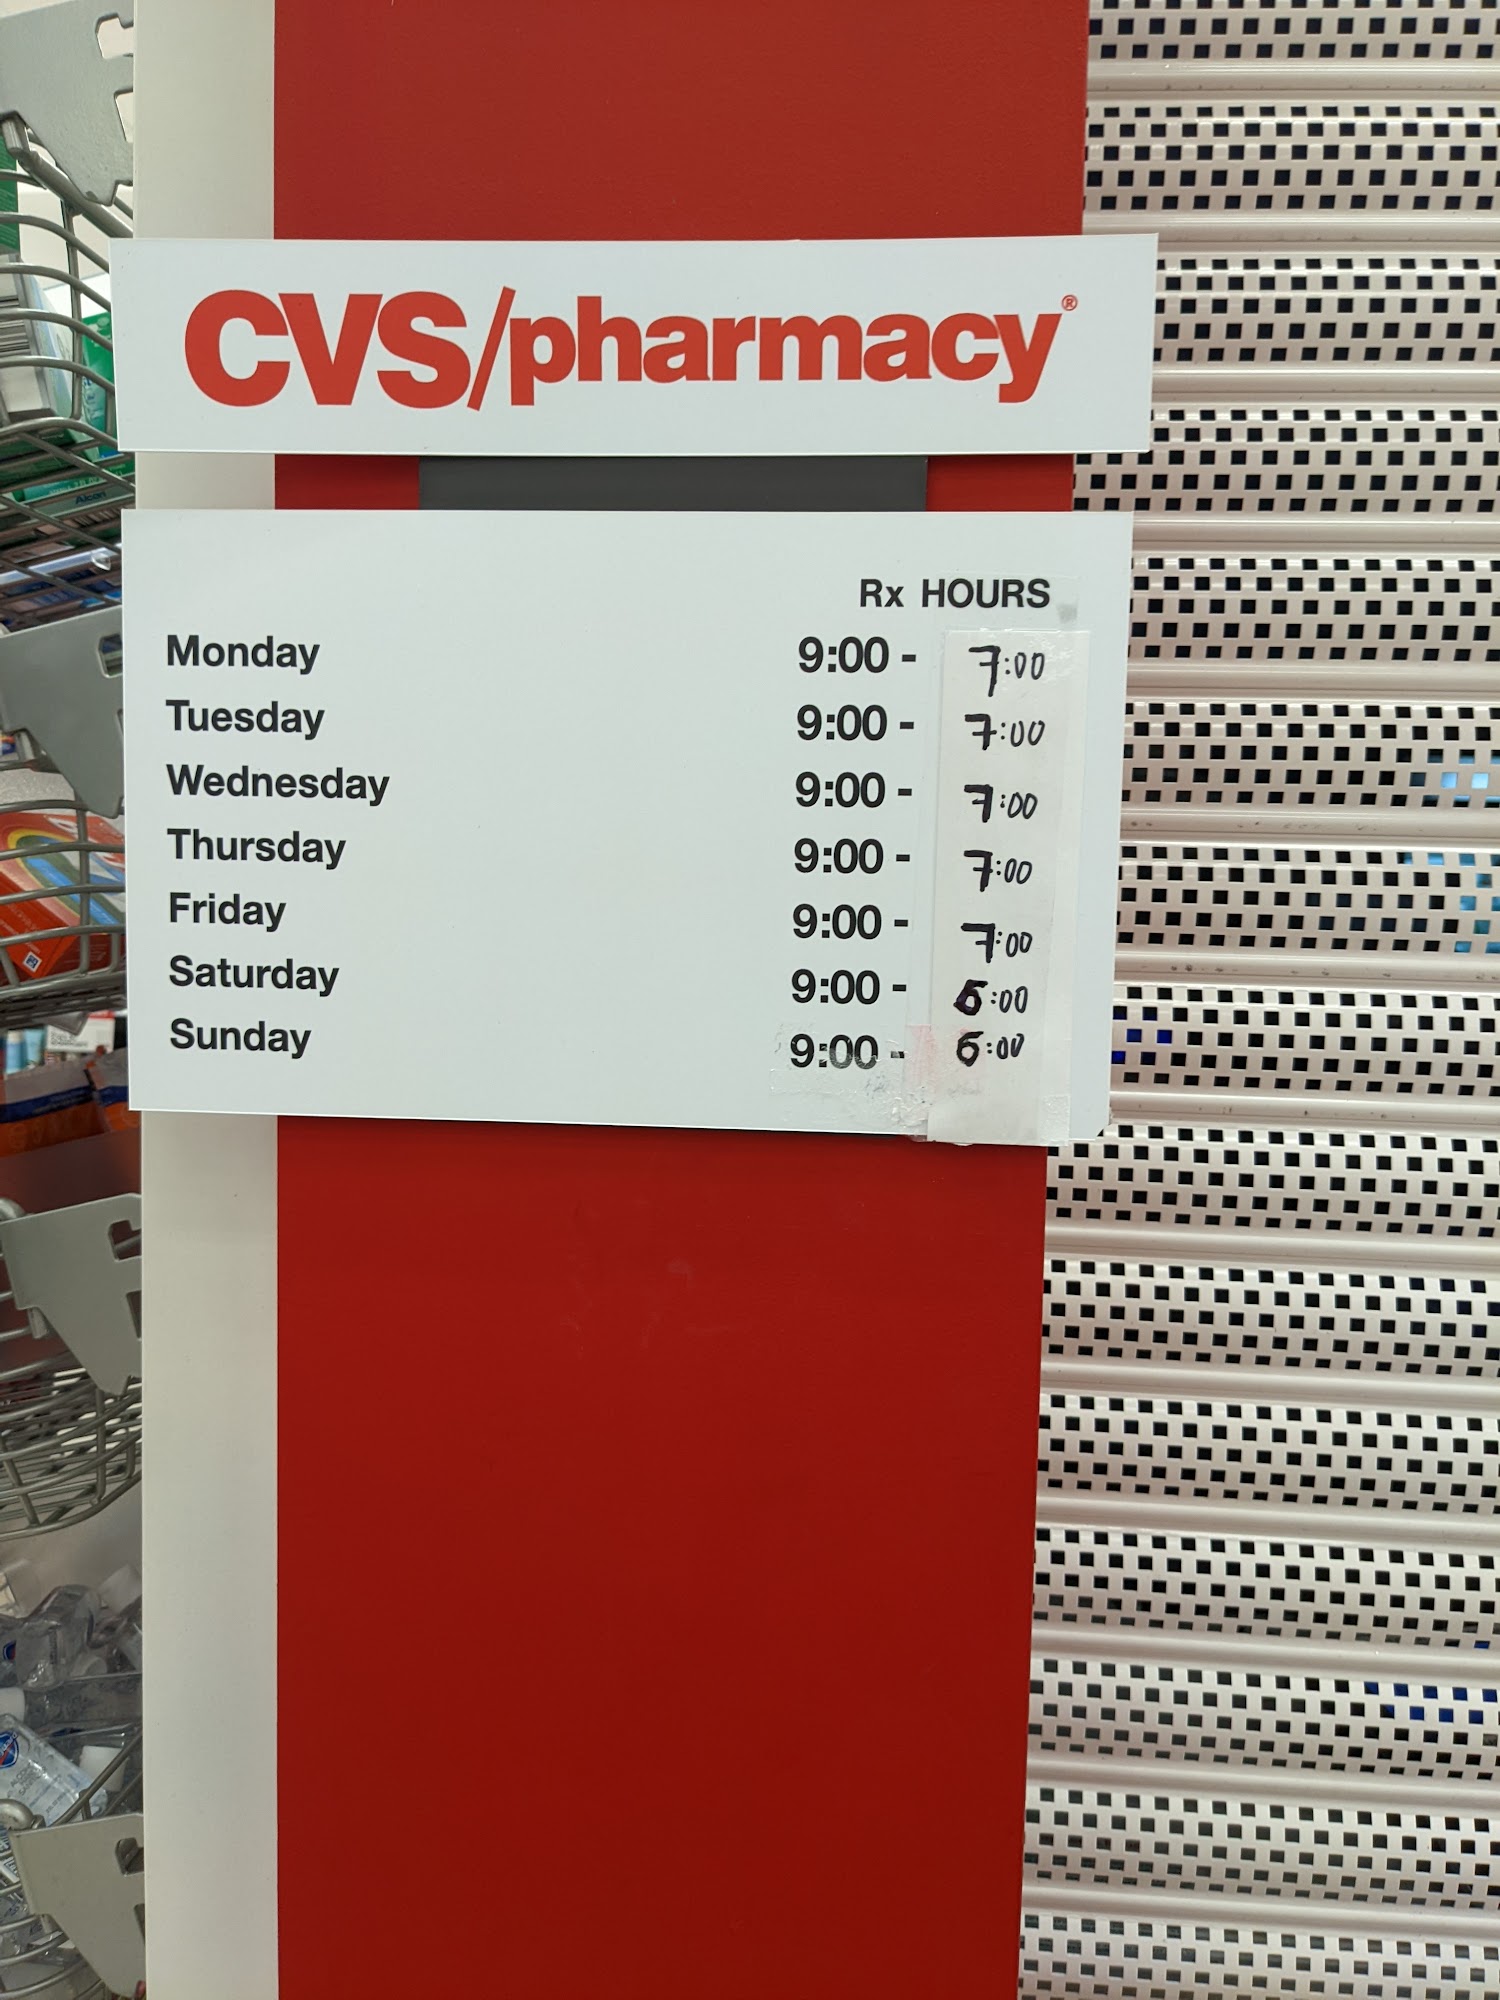 CVS/pharmacy®
Rx HOURS
Monday 9:00 - 7:00
Tuesday 9:00 - 7:00
Wednesday 9:00 - 7:00
Thursday 9:00 - 7:00
Friday 9:00 - 7:00
Saturday 9:00 - 6:00
Sunday 9:00 - 6:00
Alcon